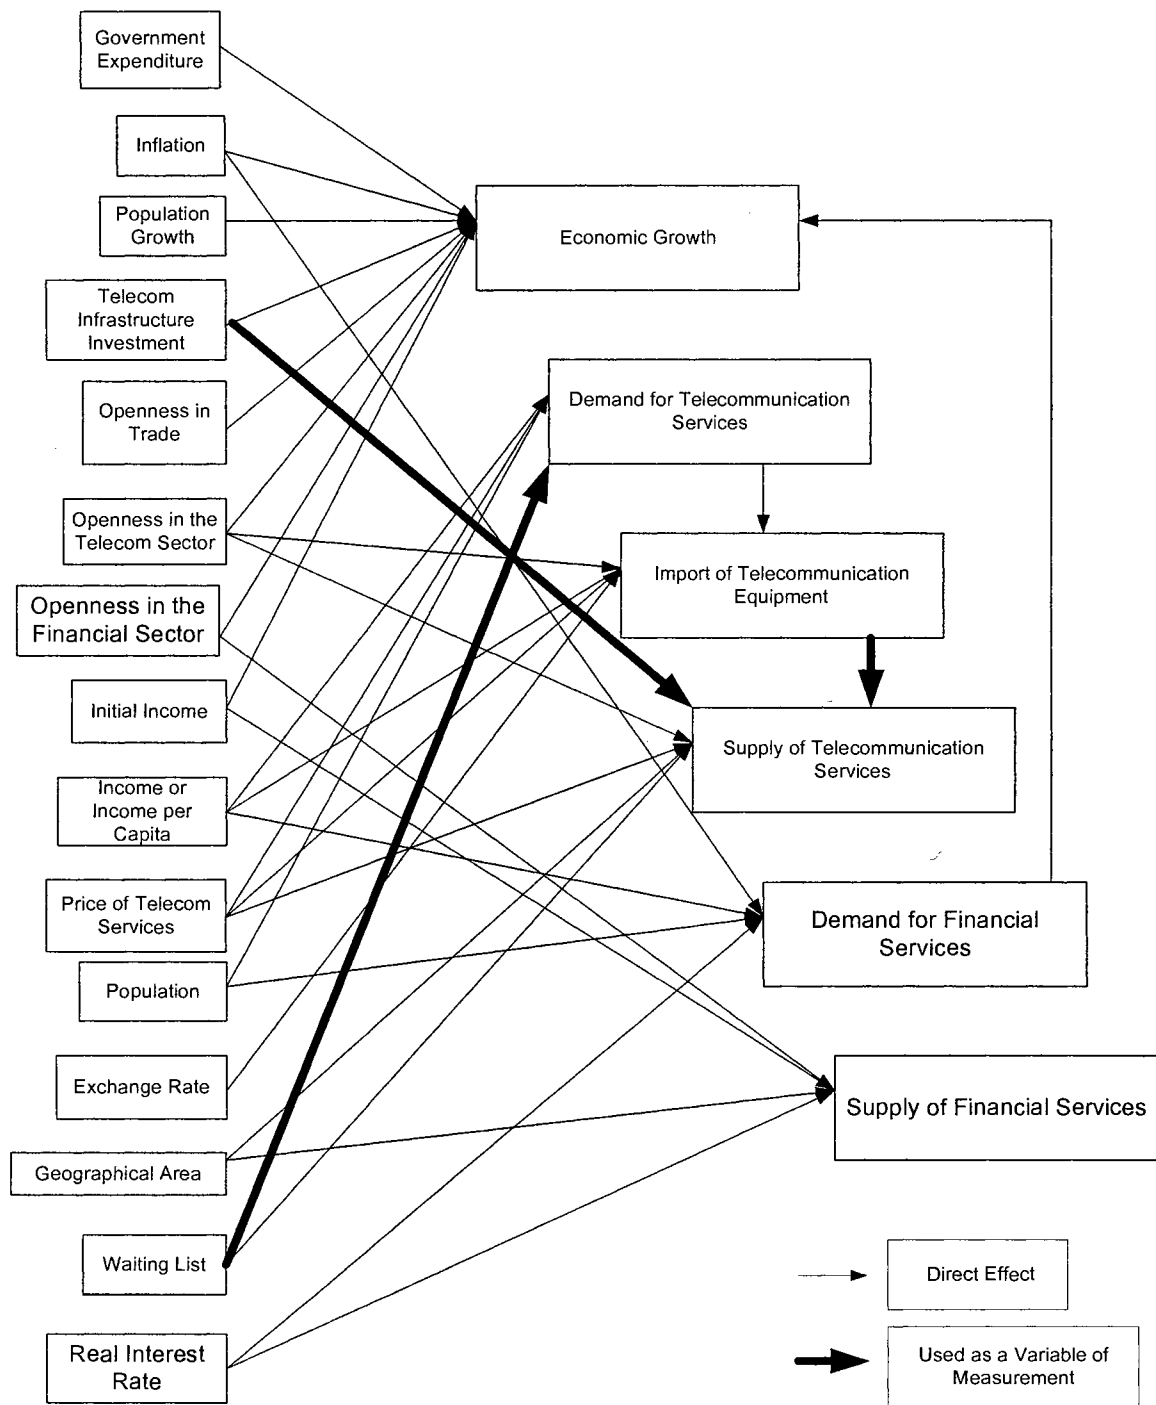 Government
Expenditure
Inflation
Population
Growth
Telecom
Infrastructure
Investment
Openness in
Trade
Openness in the
Telecom Sector
Openness in the
Financial Sector
Initial Income
Income or
Income per
Capita
Price of Telecom
Services
Population
Exchange Rate
Geographical Area
Waiting List
Real Interest
Rate
Economic Growth
Demand for Telecommunication
Services
Import of Telecommunication
Equipment
Supply of Telecommunication
Services
Demand for Financial
Services
Supply of Financial Services
Direct Effect
Used as a Variable of
Measurement